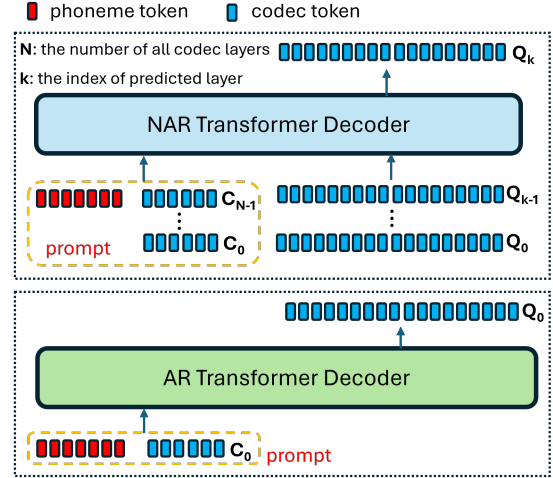 phoneme token codec token
N: the number of all codec layers
Qk
k: the index of predicted layer
NAR Transformer Decoder
CN-1
Qk-1
prompt
C0
Q0
Q0
AR Transformer Decoder
C0
prompt